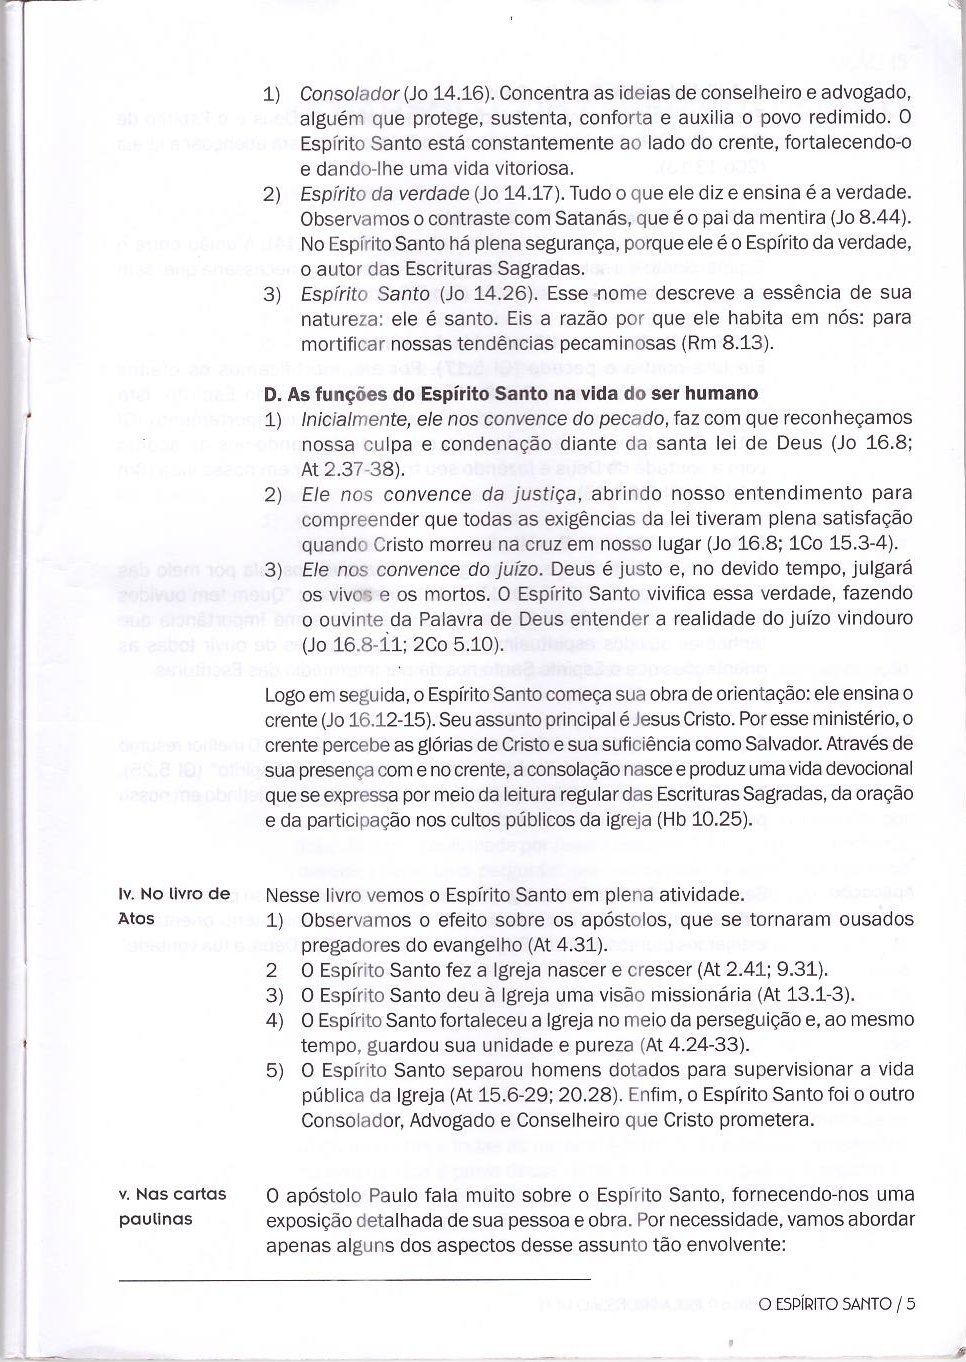 1) Consolador (Jo 14.16). Concentra as ideias de conselheiro e advogado,
alguém que protege, sustenta, conforta e auxilia o povo redimido. O
Espírito Santo está constantemente ao lado do crente, fortalecendo-o
e dando-lhe uma vida vitoriosa.
2) Espírito da verdade (Jo 14.17). Tudo o que ele diz e ensina é a verdade.
Observamos o contraste com Satanás, que é o pai da mentira (Jo 8.44).
No Espírito Santo há plena segurança, porque ele é o Espírito da verdade,
o autor das Escrituras Sagradas.
3) Espírito Santo (Jo 14.26). Esse nome descreve a essência de sua
natureza: ele é santo. Eis a razão por que ele habita em nós: para
mortificar nossas tendências pecaminosas (Rm 8.13).
D. As funções do Espírito Santo na vida do ser humano
1) Inicialmente, ele nos convence do pecado, faz com que reconheçamos
nossa culpa e condenação diante da santa lei de Deus (Jo 16.8;
At 2.37-38).
2) Ele nos convence da justiça, abrindo nosso entendimento para
compreender que todas as exigências da lei tiveram plena satisfação
quando Cristo morreu na cruz em nosso lugar (Jo 16.8; 1Co 15.3-4).
3) Ele nos convence do juízo. Deus é justo e, no devido tempo, julgará
os vivos e os mortos. O Espírito Santo vivifica essa verdade, fazendo
o ouvinte da Palavra de Deus entender a realidade do juízo vindouro
(Jo 16.8-11; 2Co 5.10).
Logo em seguida, o Espírito Santo começa sua obra de orientação: ele ensina o
crente (Jo 16.12-15). Seu assunto principal é Jesus Cristo. Por esse ministério, o
crente percebe as glórias de Cristo e sua suficiência como Salvador. Através de
sua presença com e no crente, a consolação nasce e produz uma vida devocional
que se expressa por meio da leitura regular das Escrituras Sagradas, da oração
e da participação nos cultos públicos da igreja (Hb 10.25).
Iv. No livro de
Atos
Nesse livro vemos o Espírito Santo em plena atividade.
1) Observamos o efeito sobre os apóstolos, que se tornaram ousados
pregadores do evangelho (At 4.31).
2 O Espírito Santo fez a Igreja nascer e crescer (At 2.41; 9.31).
3) O Espírito Santo deu à Igreja uma visão missionária (At 13.1-3).
4) O Espírito Santo fortaleceu a Igreja no meio da perseguição e, ao mesmo
tempo, guardou sua unidade e pureza (At 4.24-33).
5) O Espírito Santo separou homens dotados para supervisionar a vida
pública da Igreja (At 15.6-29; 20.28). Enfim, o Espírito Santo foi o outro
Consolador, Advogado e Conselheiro que Cristo prometera.
v. Nas cartas
paulinas
O apóstolo Paulo fala muito sobre o Espírito Santo, fornecendo-nos uma
exposição detalhada de sua pessoa e obra. Por necessidade, vamos abordar
apenas alguns dos aspectos desse assunto tão envolvente:
O ESPÍRITO SANTO / 5